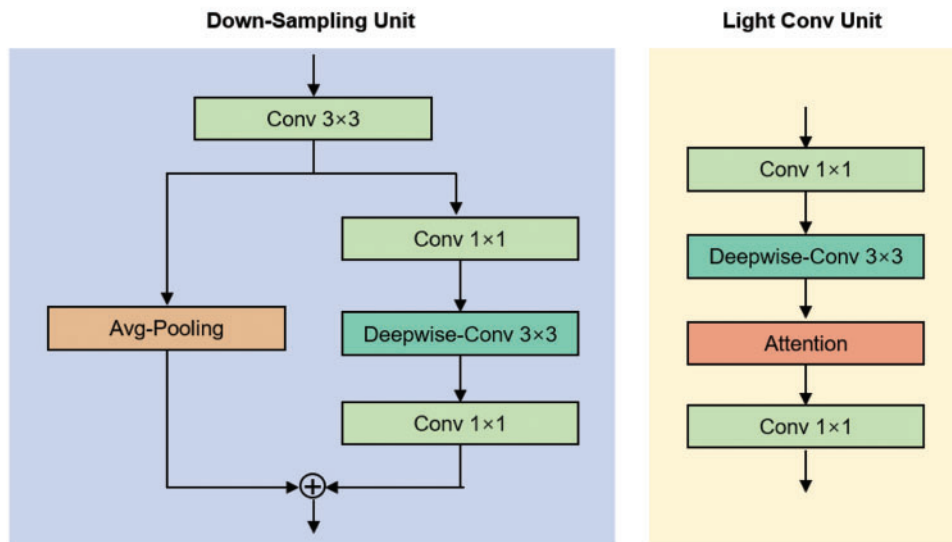 Down-Sampling Unit
Conv 3×3
Avg-Pooling
Conv 1×1
Deepwise-Conv 3×3
Conv 1×1
Light Conv Unit
Conv 1×1
Deepwise-Conv 3×3
Attention
Conv 1×1